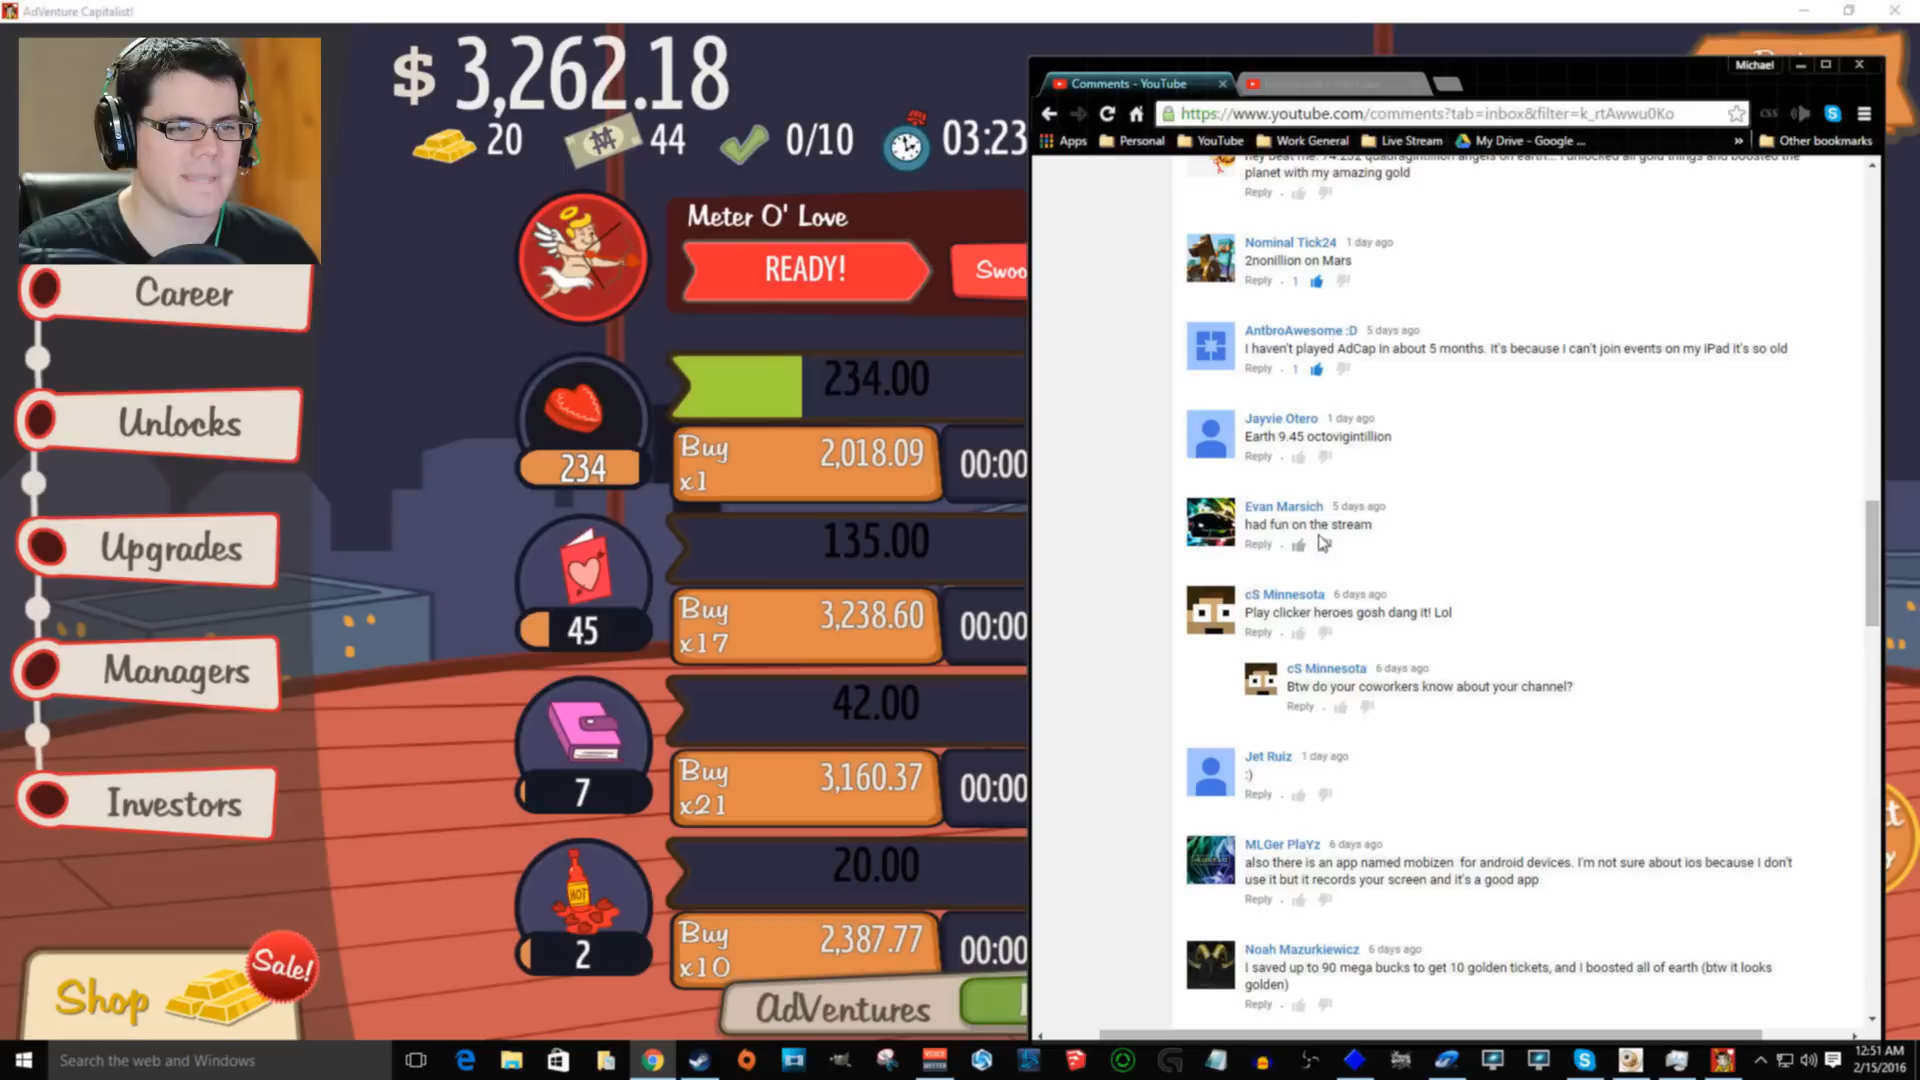 AdVenture Capitalist!
$ 3,262.18
20
44
0/10
03:23
Meter O' Love
READY!
Swoo
Career
Unlocks
Upgrades
Managers
Investors
Shop
Sale!
234.00
234
Buy
x1
2,018.09
00:00
135.00
45
Buy
x17
3,238.60
00:00
42.00
7
Buy
x21
3,160.37
00:00
20.00
HOT
2
Buy
x10
2,387.77
00:00
AdVentures
Michael
Comments - YouTube
https://www.youtube.com/comments?tab=inbox&filter=k_rtAwwu0Ko
CSS
Apps
Personal
YouTube
Work General
Live Stream
My Drive - Google ...
»
Other bookmarks
planet with my amazing gold
Reply
Nominal Tick24 1 day ago
2nonillion on Mars
Reply 1
AntbroAwesome :D 5 days ago
I haven't played AdCap in about 5 months. It's because I can't join events on my iPad it's so old
Reply 1
Jayvie Otero 1 day ago
Earth 9.45 octovigintillion
Reply
Evan Marsich 5 days ago
had fun on the stream
Reply
cS Minnesota 6 days ago
Play clicker heroes gosh dang it! Lol
Reply
cS Minnesota 6 days ago
Btw do your coworkers know about your channel?
Reply
Jet Ruiz 1 day ago
:)
Reply
MLGer PlaYz 6 days ago
also there is an app named mobizen for android devices. I'm not sure about ios because I don't
use it but it records your screen and it's a good app
Reply
Noah Mazurkiewicz 6 days ago
I saved up to 90 mega bucks to get 10 golden tickets, and I boosted all of earth (btw it looks
golden)
Reply
Search the web and Windows
12:51 AM
2/15/2016